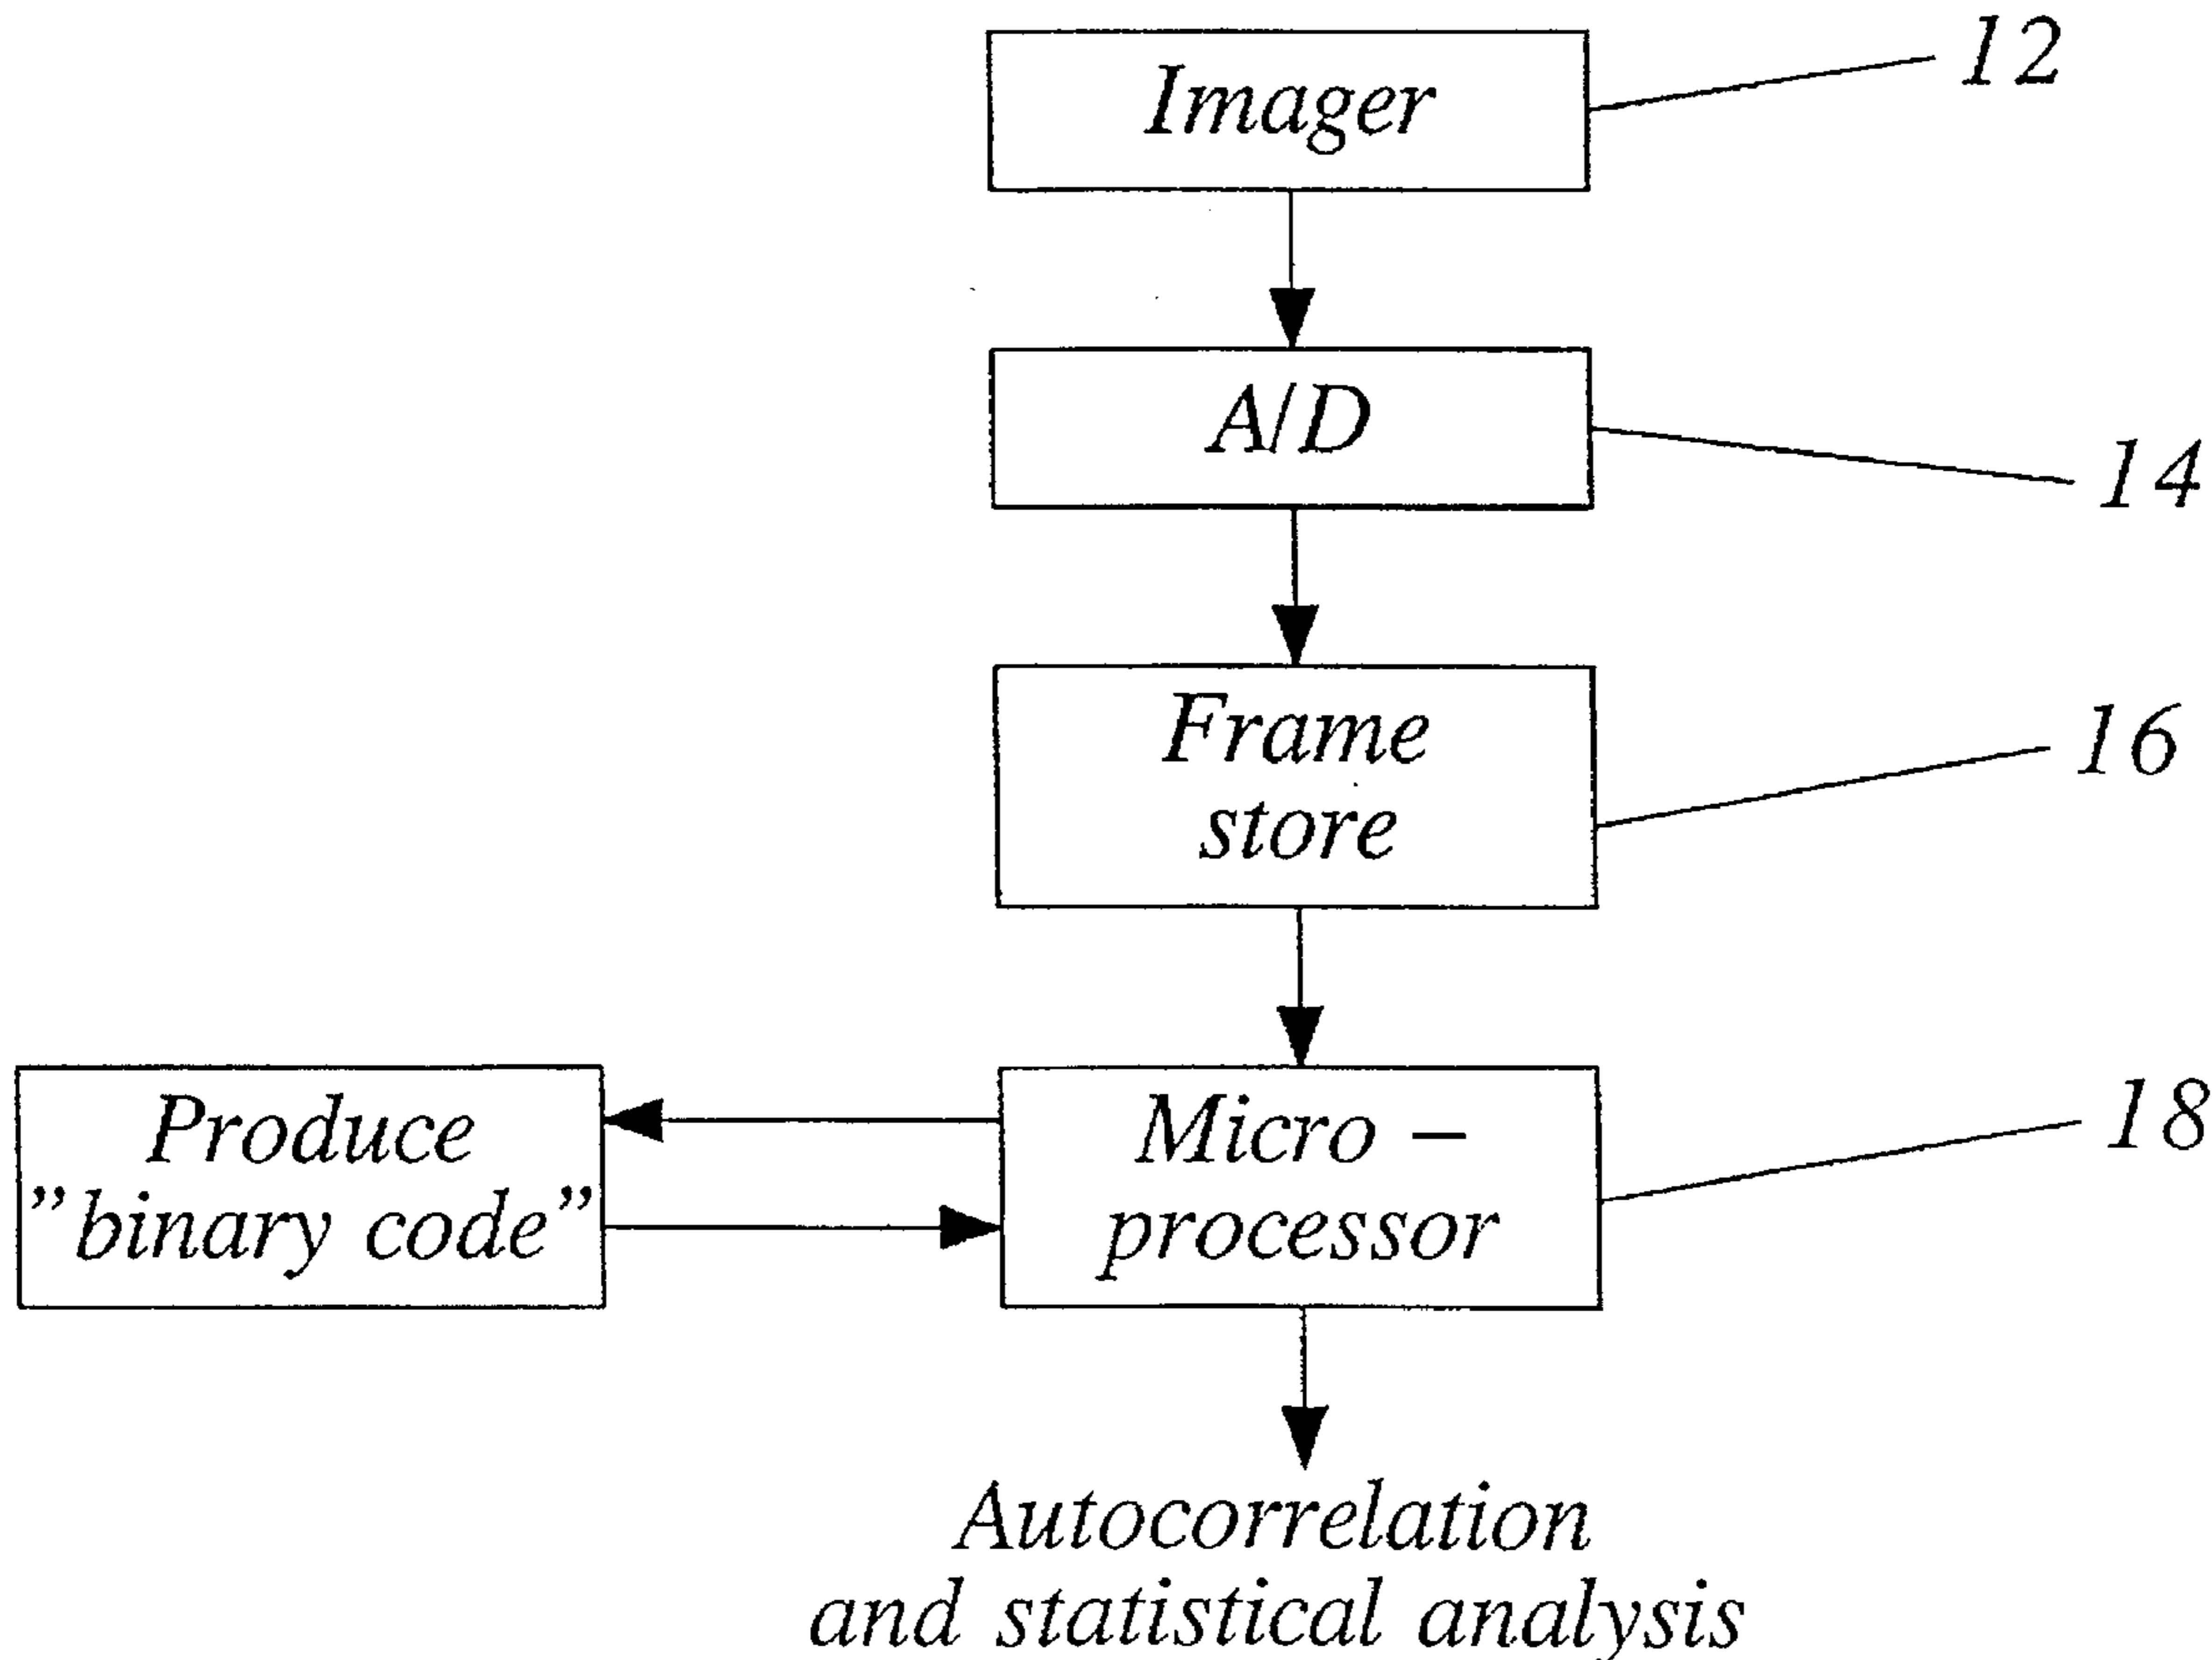 Imager
12
A/D
14
Frame
store
16
Produce
”binary code”
Micro –
processor
18
Autocorrelation
and statistical analysis